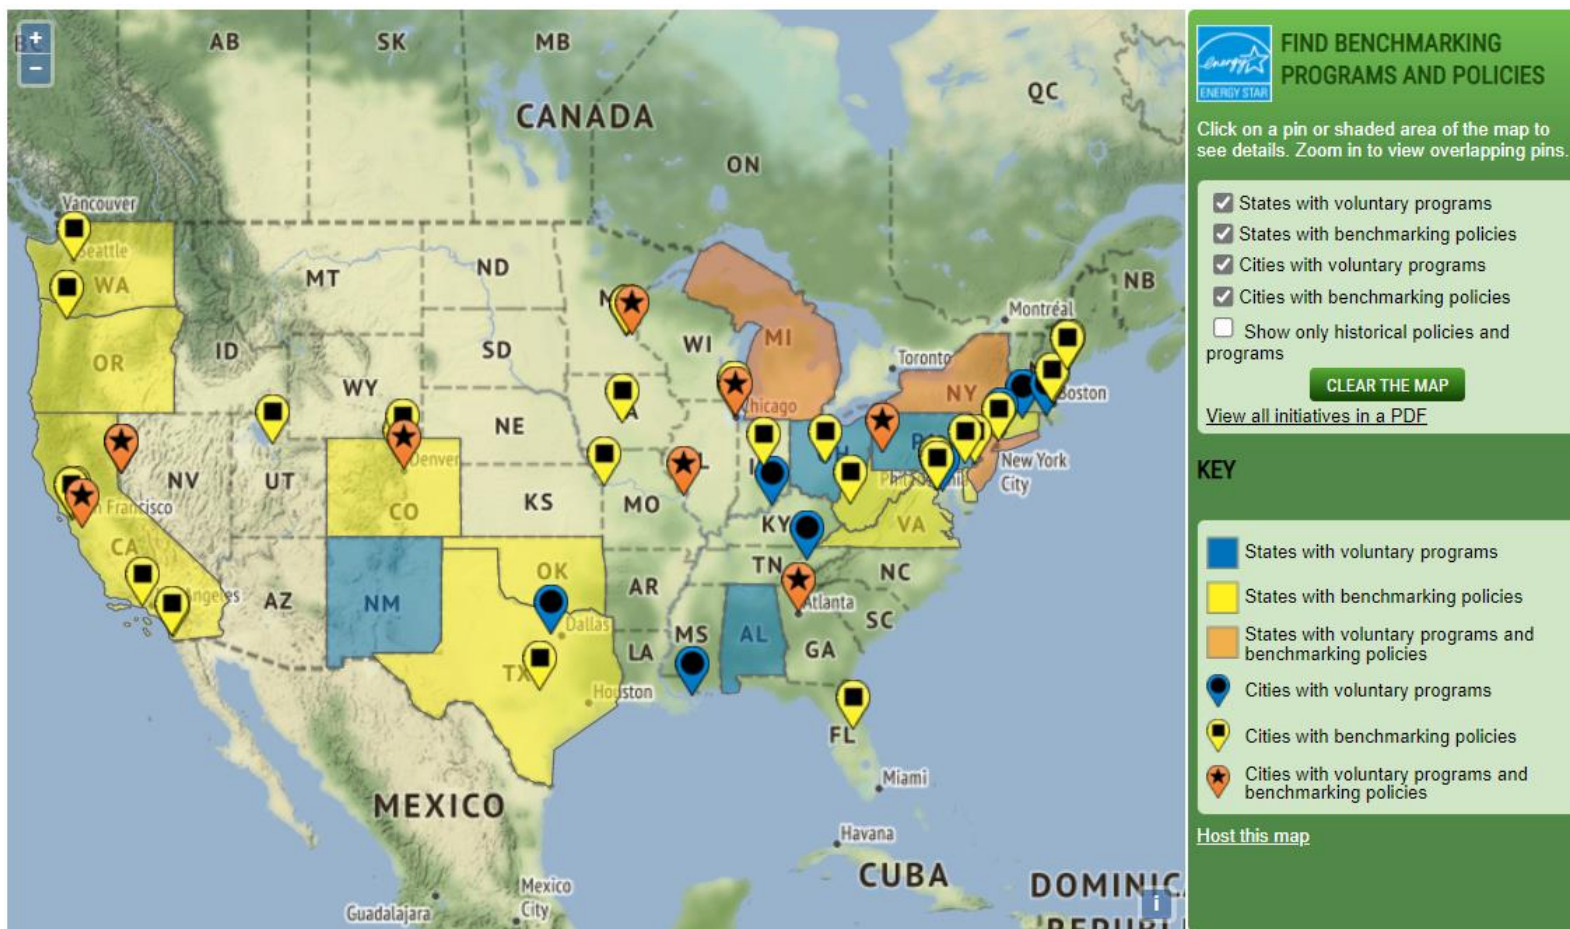 AB
SK
MB
CANADA
QC
ON
Vancouver
Seattle
WA
MT
ND
NB
Montréal
OR
ID
SD
WI
MI
Toronto
WY
NY
Boston
Chicago
NE
Denver
NV
UT
CO
KS
MO
New York
City
CA
KY
VA
OK
TN
NC
AZ
NM
AR
Atlanta
SC
Dallas
MS
AL
GA
LA
TX
Houston
FL
Miami
MEXICO
Havana
CUBA
Mexico
City
Guadalajara
DOMINIC
i
+
−
energy
ENERGY STAR
FIND BENCHMARKING
PROGRAMS AND POLICIES
Click on a pin or shaded area of the map to
see details. Zoom in to view overlapping pins.
States with voluntary programs
States with benchmarking policies
Cities with voluntary programs
Cities with benchmarking policies
Show only historical policies and
programs
CLEAR THE MAP
View all initiatives in a PDF
KEY
States with voluntary programs
States with benchmarking policies
States with voluntary programs and
benchmarking policies
Cities with voluntary programs
Cities with benchmarking policies
Cities with voluntary programs and
benchmarking policies
Host this map